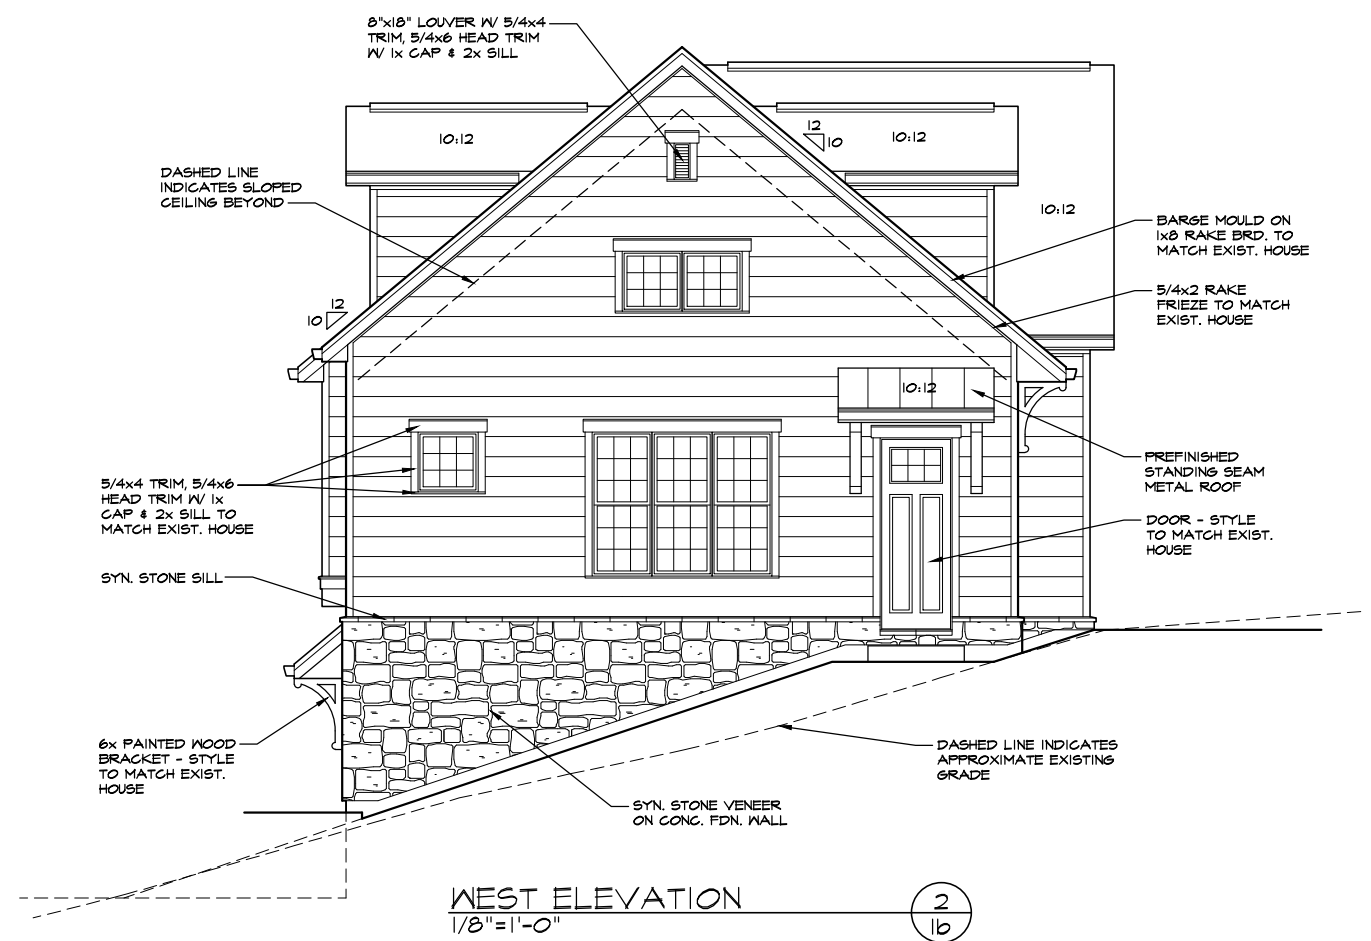 8"x18" LOUVER W/ 5/4x4
TRIM, 5/4x6 HEAD TRIM
W/ 1x CAP & 2x SILL
10:12
12
10
10:12
DASHED LINE
INDICATES SLOPED
CEILING BEYOND
10:12
BARGE MOULD ON
1x8 RAKE BRD. TO
MATCH EXIST. HOUSE
5/4x2 RAKE
FRIEZE TO MATCH
EXIST. HOUSE
12
10
10:12
PREFINISHED
STANDING SEAM
METAL ROOF
5/4x4 TRIM, 5/4x6
HEAD TRIM W/ 1x
CAP & 2x SILL TO
MATCH EXIST. HOUSE
DOOR - STYLE
TO MATCH EXIST.
HOUSE
SYN. STONE SILL
6x PAINTED WOOD
BRACKET - STYLE
TO MATCH EXIST.
HOUSE
DASHED LINE INDICATES
APPROXIMATE EXISTING
GRADE
SYN. STONE VENEER
ON CONC. FDN. WALL
WEST ELEVATION
1/8"=1'-0"
2
16